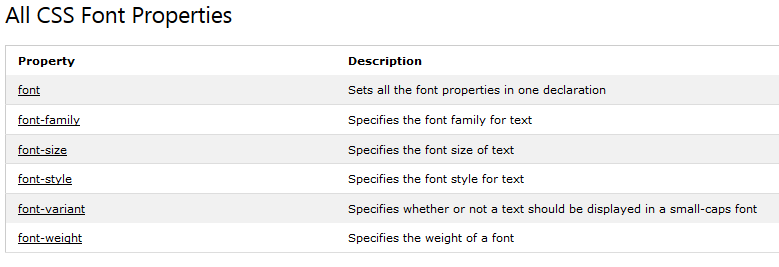 All CSS Font Properties
Property Description
font Sets all the font properties in one declaration
font-family Specifies the font family for text
font-size Specifies the font size of text
font-style Specifies the font style for text
font-variant Specifies whether or not a text should be displayed in a small-caps font
font-weight Specifies the weight of a font